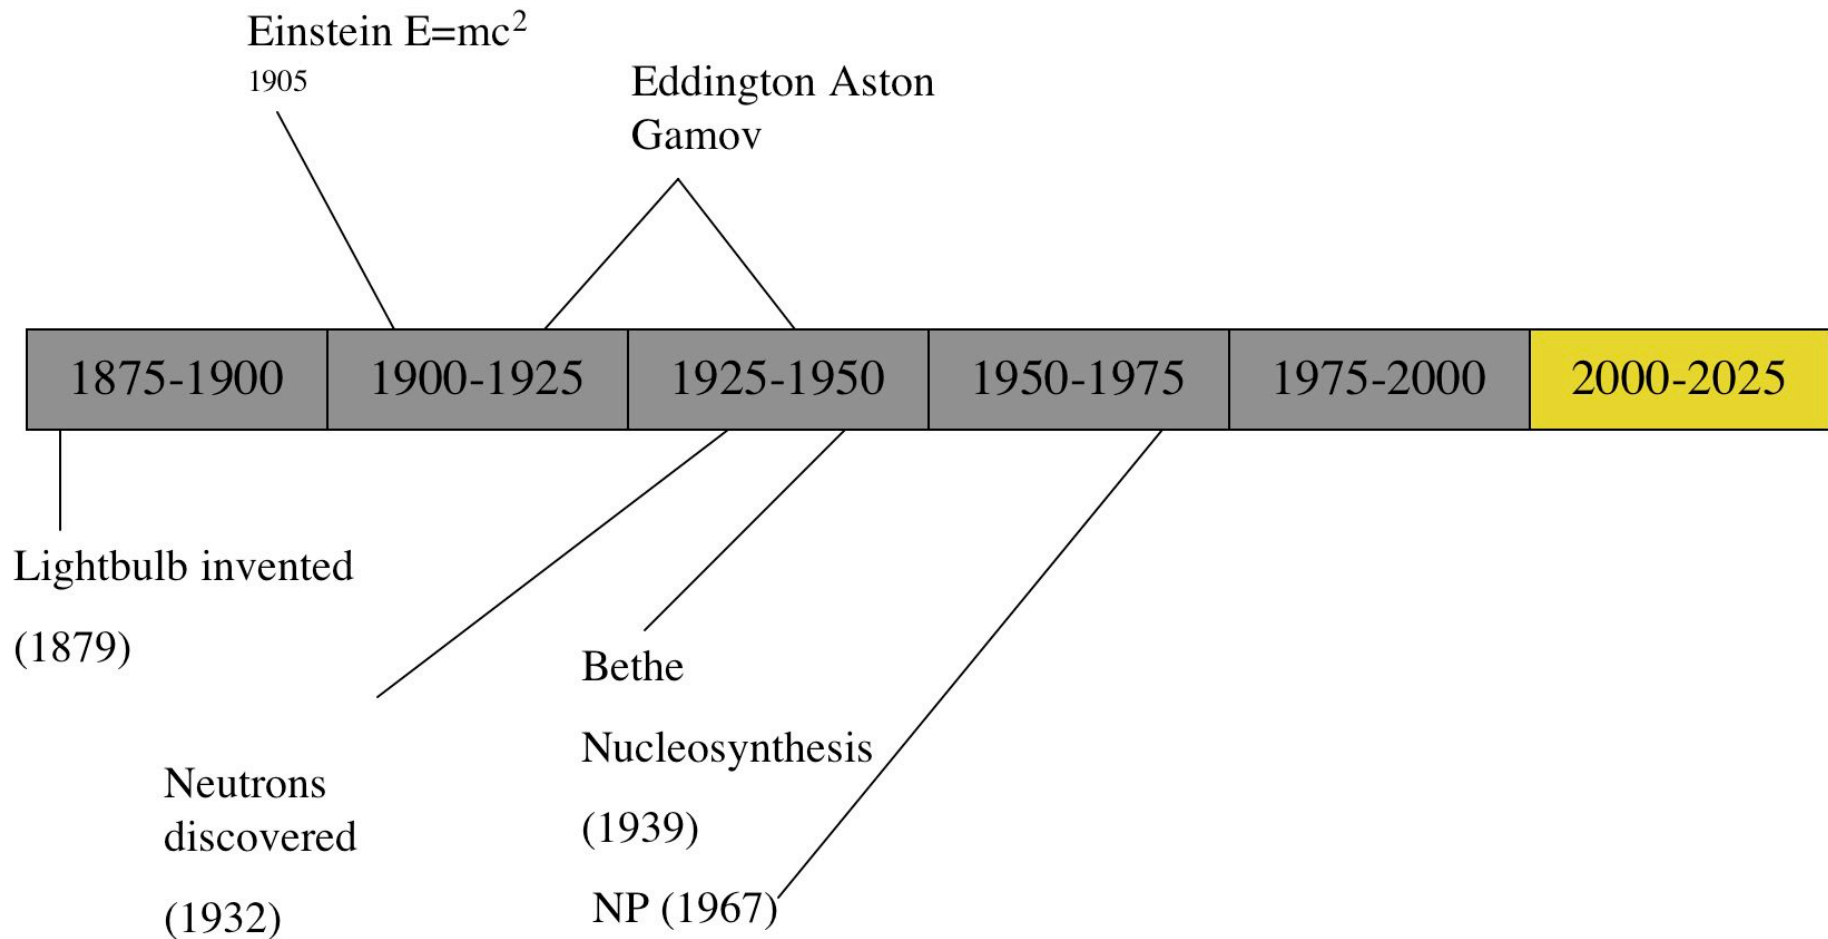 Einstein E=mc²
1905
Eddington Aston
Gamov
1875-1900
1900-1925
1925-1950
1950-1975
1975-2000
2000-2025
Lightbulb invented
(1879)
Neutrons
discovered
(1932)
Bethe
Nucleosynthesis
(1939)
NP (1967)